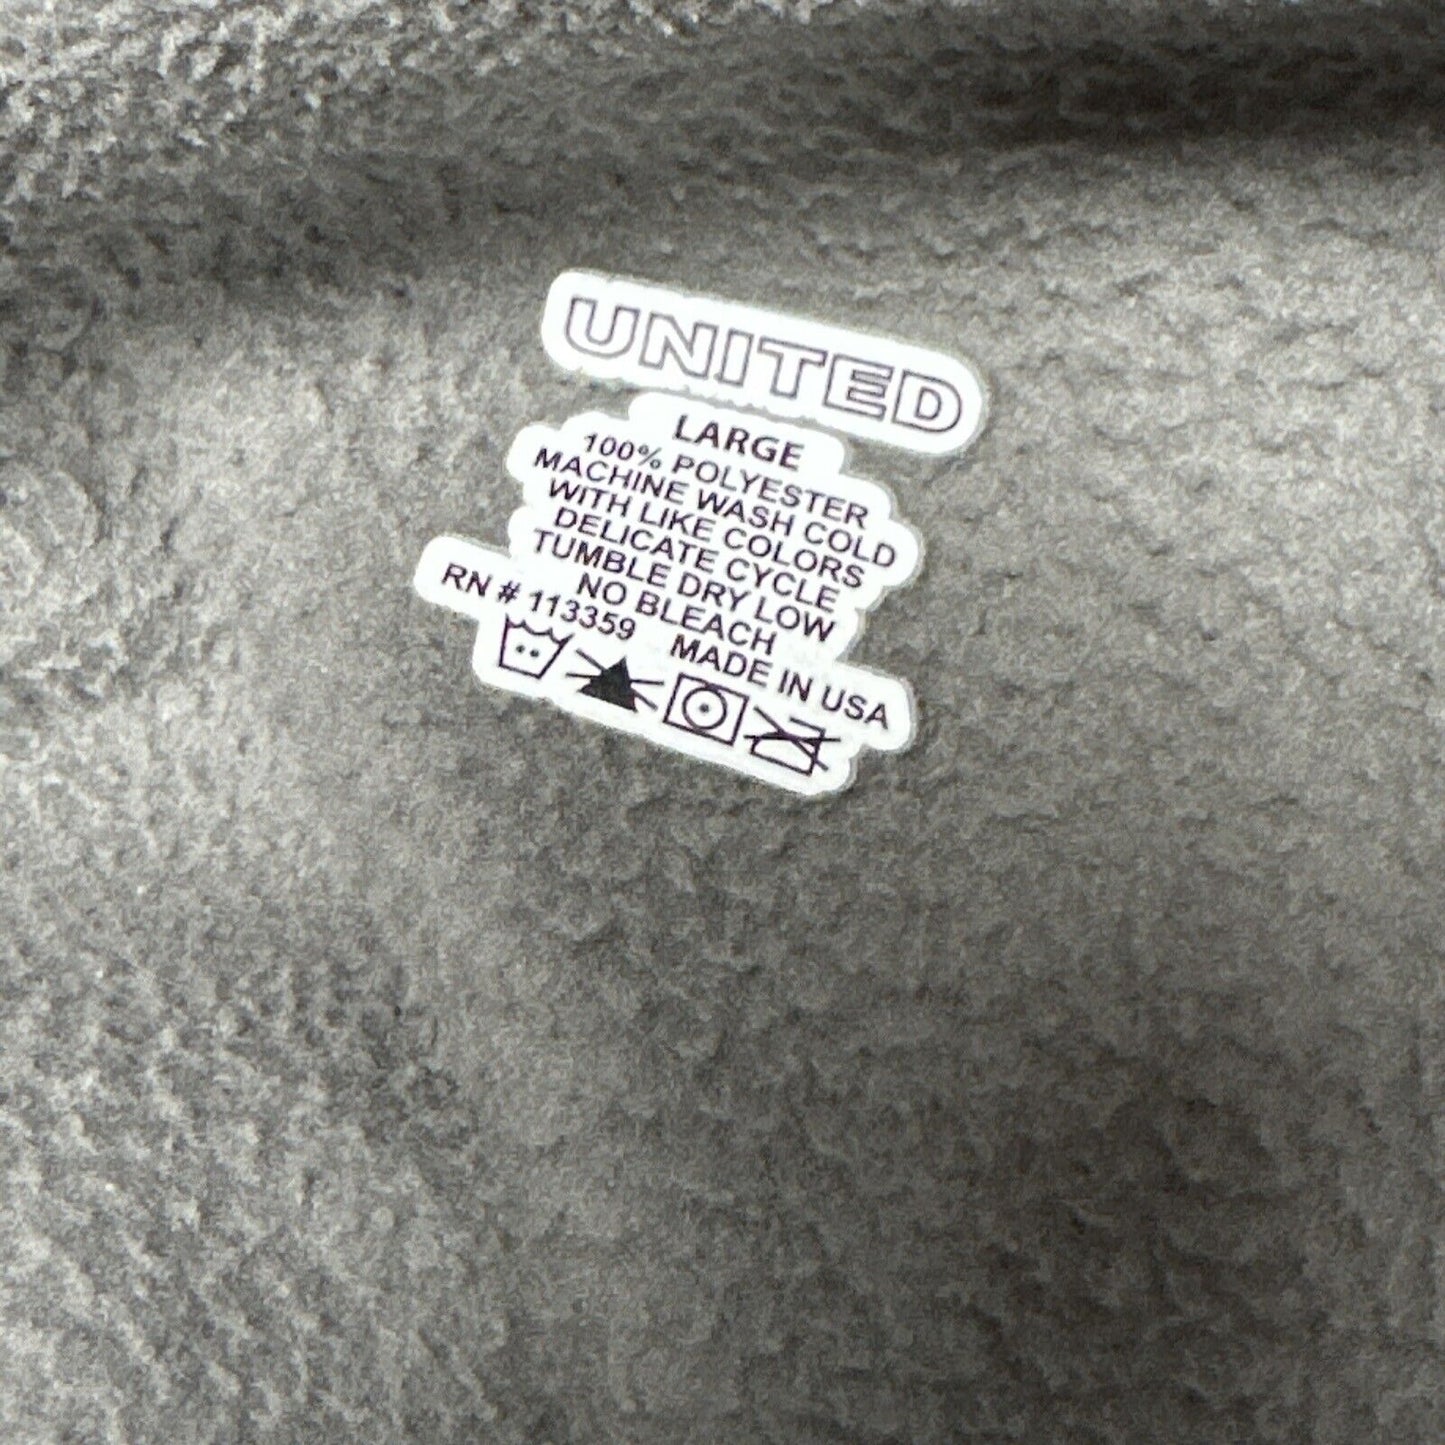 UNITED
LARGE
100% POLYESTER
MACHINE WASH COLD
WITH LIKE COLORS
DELICATE CYCLE
TUMBLE DRY LOW
NO BLEACH
RN # 113359 MADE IN USA